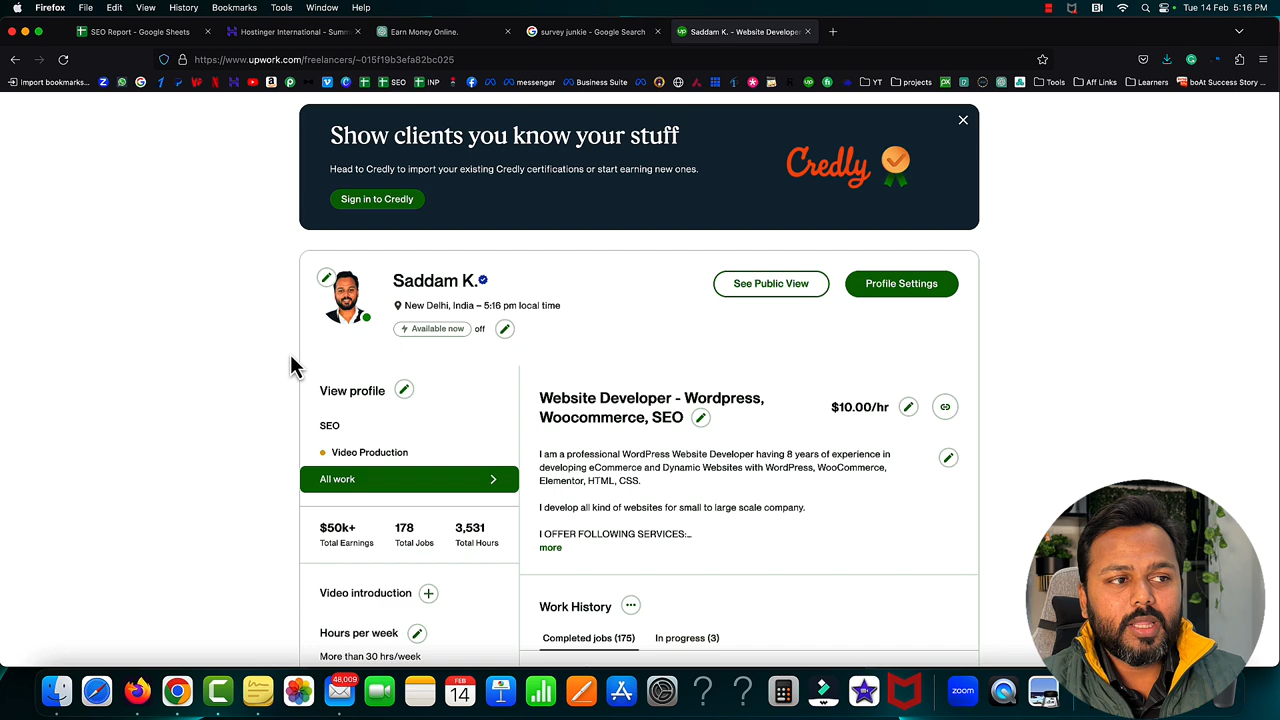 Firefox File Edit View History Bookmarks Tools Window Help
Tue 14 Feb 5:16 PM
SEO Report - Google Sheets
Hostinger International - Summ
Earn Money Online.
survey junkie - Google Search
Saddam K. - Website Developer
https://www.upwork.com/freelancers/~015f19b3efa82bc025
Import bookmarks... SEO INP messenger Business Suite YT projects Tools Aff Links Learners boAt Success Story ...
Show clients you know your stuff
Head to Credly to import your existing Credly certifications or start earning new ones.
Sign in to Credly
Credly
Saddam K.
New Delhi, India – 5:16 pm local time
Available now off
See Public View
Profile Settings
View profile
SEO
Video Production
All work
$50k+ 178 3,531
Total Earnings Total Jobs Total Hours
Video introduction
Hours per week
More than 30 hrs/week
Website Developer - Wordpress,
Woocommerce, SEO
$10.00/hr
I am a professional WordPress Website Developer having 8 years of experience in
developing eCommerce and Dynamic Websites with WordPress, WooCommerce,
Elementor, HTML, CSS.
I develop all kind of websites for small to large scale company.
I OFFER FOLLOWING SERVICES:...
more
Work History
Completed jobs (175) In progress (3)
48,009
FEB
14
zoom